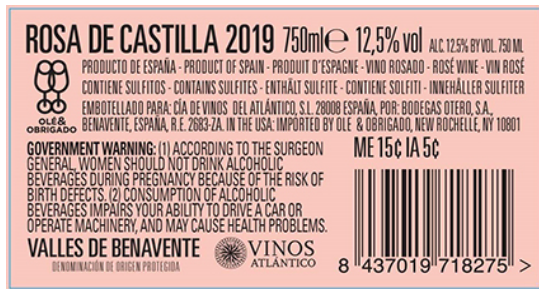 ROSA DE CASTILLA 2019 750ml℮ 12,5% vol ALC. 12.5% BY VOL. 750 ML
PRODUCTO DE ESPAÑA - PRODUCT OF SPAIN - PRODUIT D'ESPAGNE - VINO ROSADO - ROSÉ WINE - VIN ROSÉ
CONTIENE SULFITOS - CONTAINS SULFITES - ENTHÄLT SULFITE - CONTIENE SOLFITI - INNEHÅLLER SULFITER
EMBOTELLADO PARA: CÍA DE VINOS DEL ATLÁNTICO, S.L. 28008 ESPAÑA, POR: BODEGAS OTERO, S.A.,
BENAVENTE, ESPAÑA, R.E. 2683-ZA. IN THE USA: IMPORTED BY OLE & OBRIGADO, NEW ROCHELLE, NY 10801
OLÉ &
OBRIGADO
GOVERNMENT WARNING: (1) ACCORDING TO THE SURGEON
GENERAL, WOMEN SHOULD NOT DRINK ALCOHOLIC
BEVERAGES DURING PREGNANCY BECAUSE OF THE RISK OF
BIRTH DEFECTS. (2) CONSUMPTION OF ALCOHOLIC
BEVERAGES IMPAIRS YOUR ABILITY TO DRIVE A CAR OR
OPERATE MACHINERY, AND MAY CAUSE HEALTH PROBLEMS.
ME 15¢ IA 5¢
VALLES DE BENAVENTE
DENOMINACIÓN DE ORIGEN PROTEGIDA
VINOS
ATLÁNTICO
8 437019 718275 >